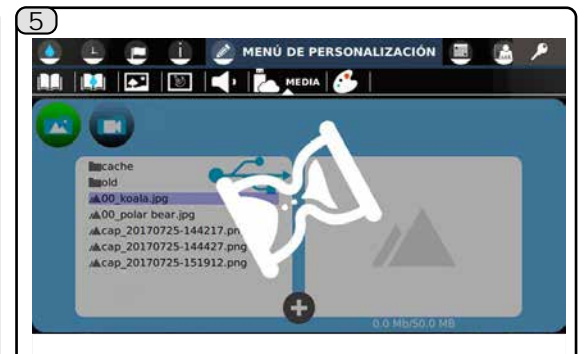 5
MENÚ DE PERSONALIZACIÓN
MEDIA
cache
old
00_koala.jpg
00_polar bear.jpg
cap_20170725-144217.pn
cap_20170725-144427.png
cap_20170725-151912.png
0.0 Mb/50.0 MB